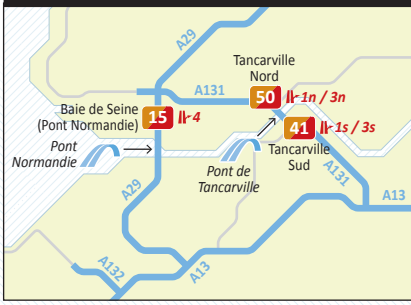 A29
Tancarville
Nord
A131
50
1n / 3n
Baie de Seine
(Pont Normandie)
15
4
41
1s / 3s
Pont
Normandie
Pont de
Tancarville
Tancarville
Sud
A131
A29
A13
A132
A13